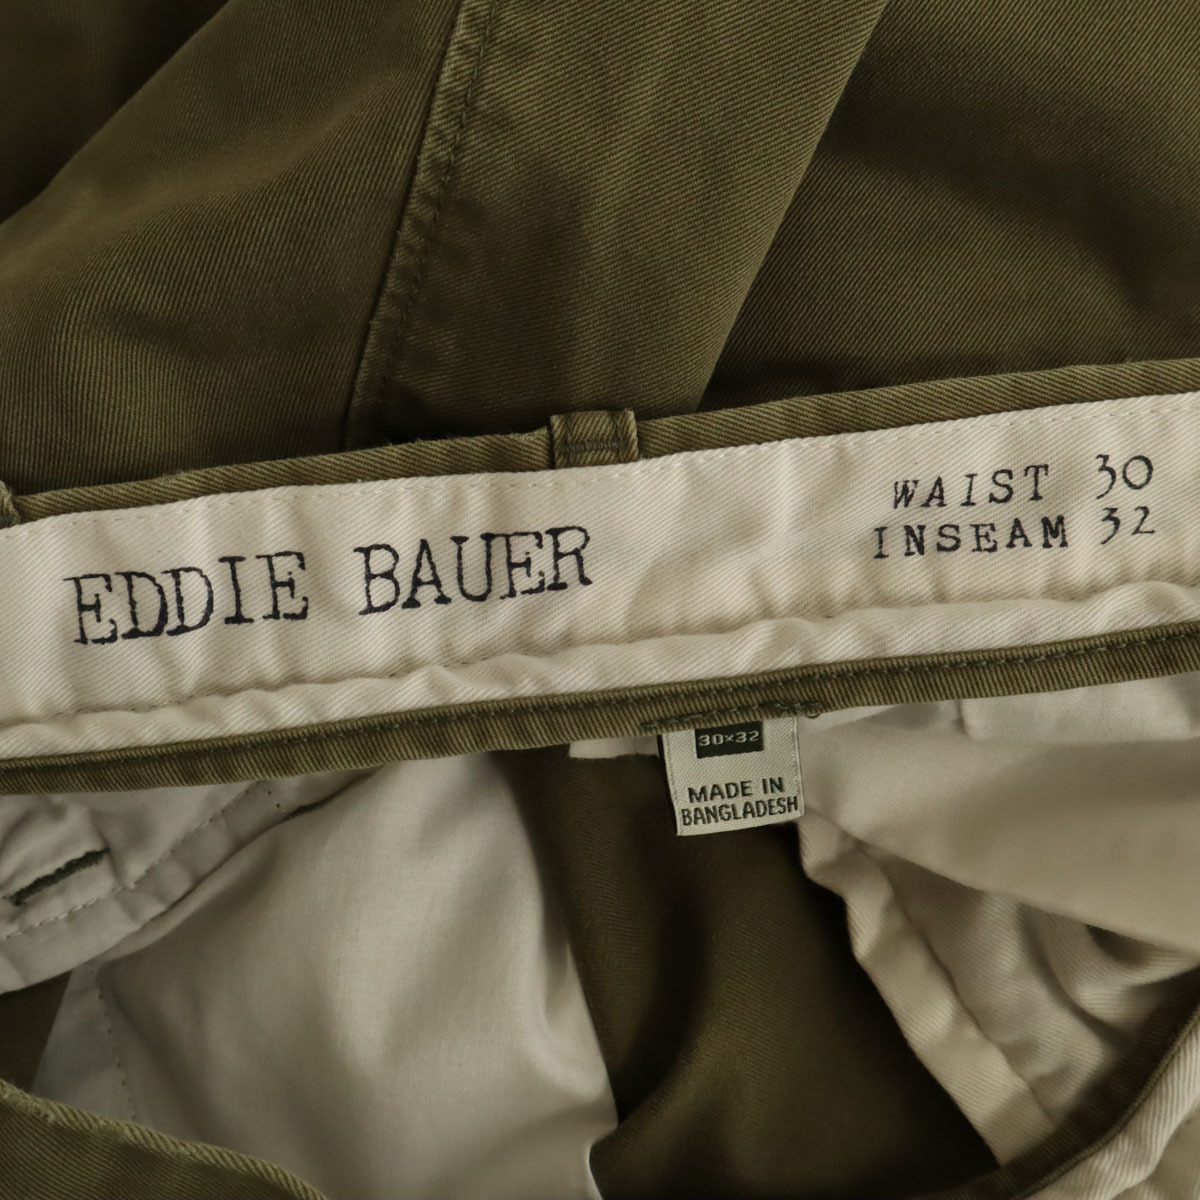 EDDIE BAUER
WAIST 30
INSEAM 32
30×32
MADE IN
BANGLADESH